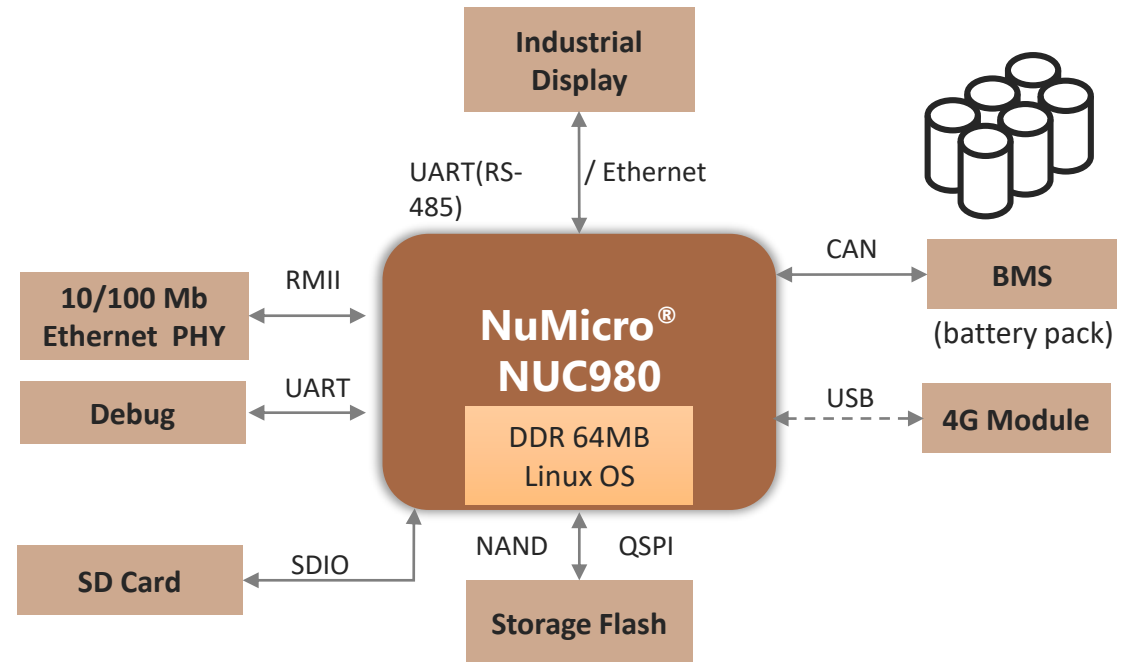 Industrial
Display
UART(RS-
485)
/ Ethernet
CAN
BMS
(battery pack)
RMII
10/100 Mb
Ethernet PHY
NuMicro®
NUC980
UART
Debug
USB
4G Module
DDR 64MB
Linux OS
NAND
QSPI
SDIO
SD Card
Storage Flash